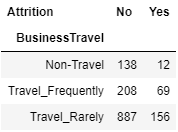 Attrition No Yes
BusinessTravel
Non-Travel 138 12
Travel_Frequently 208 69
Travel_Rarely 887 156